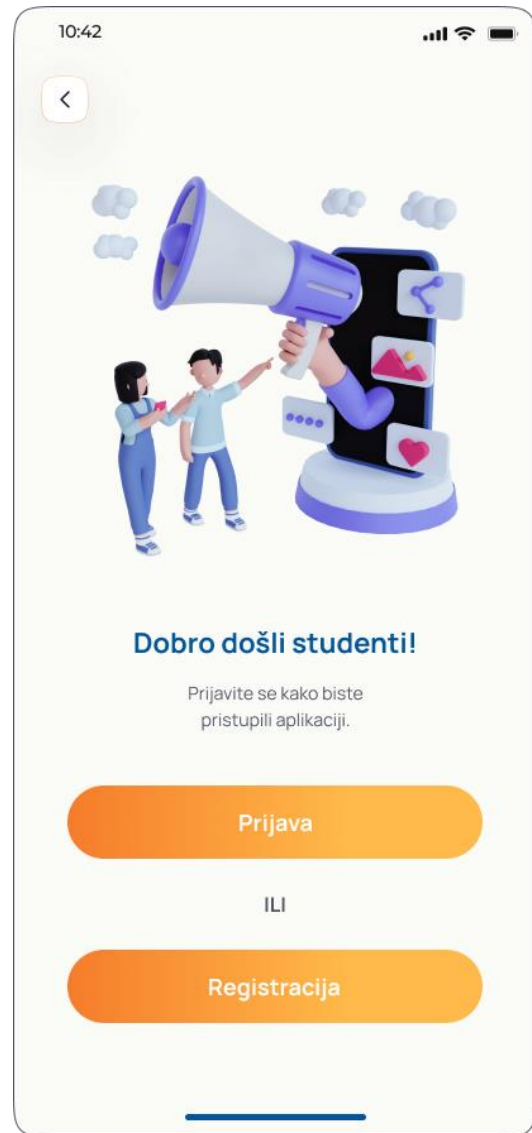 10:42
Dobro došli studenti!
Prijavite se kako biste
pristupili aplikaciji.
Prijava
ILI
Registracija